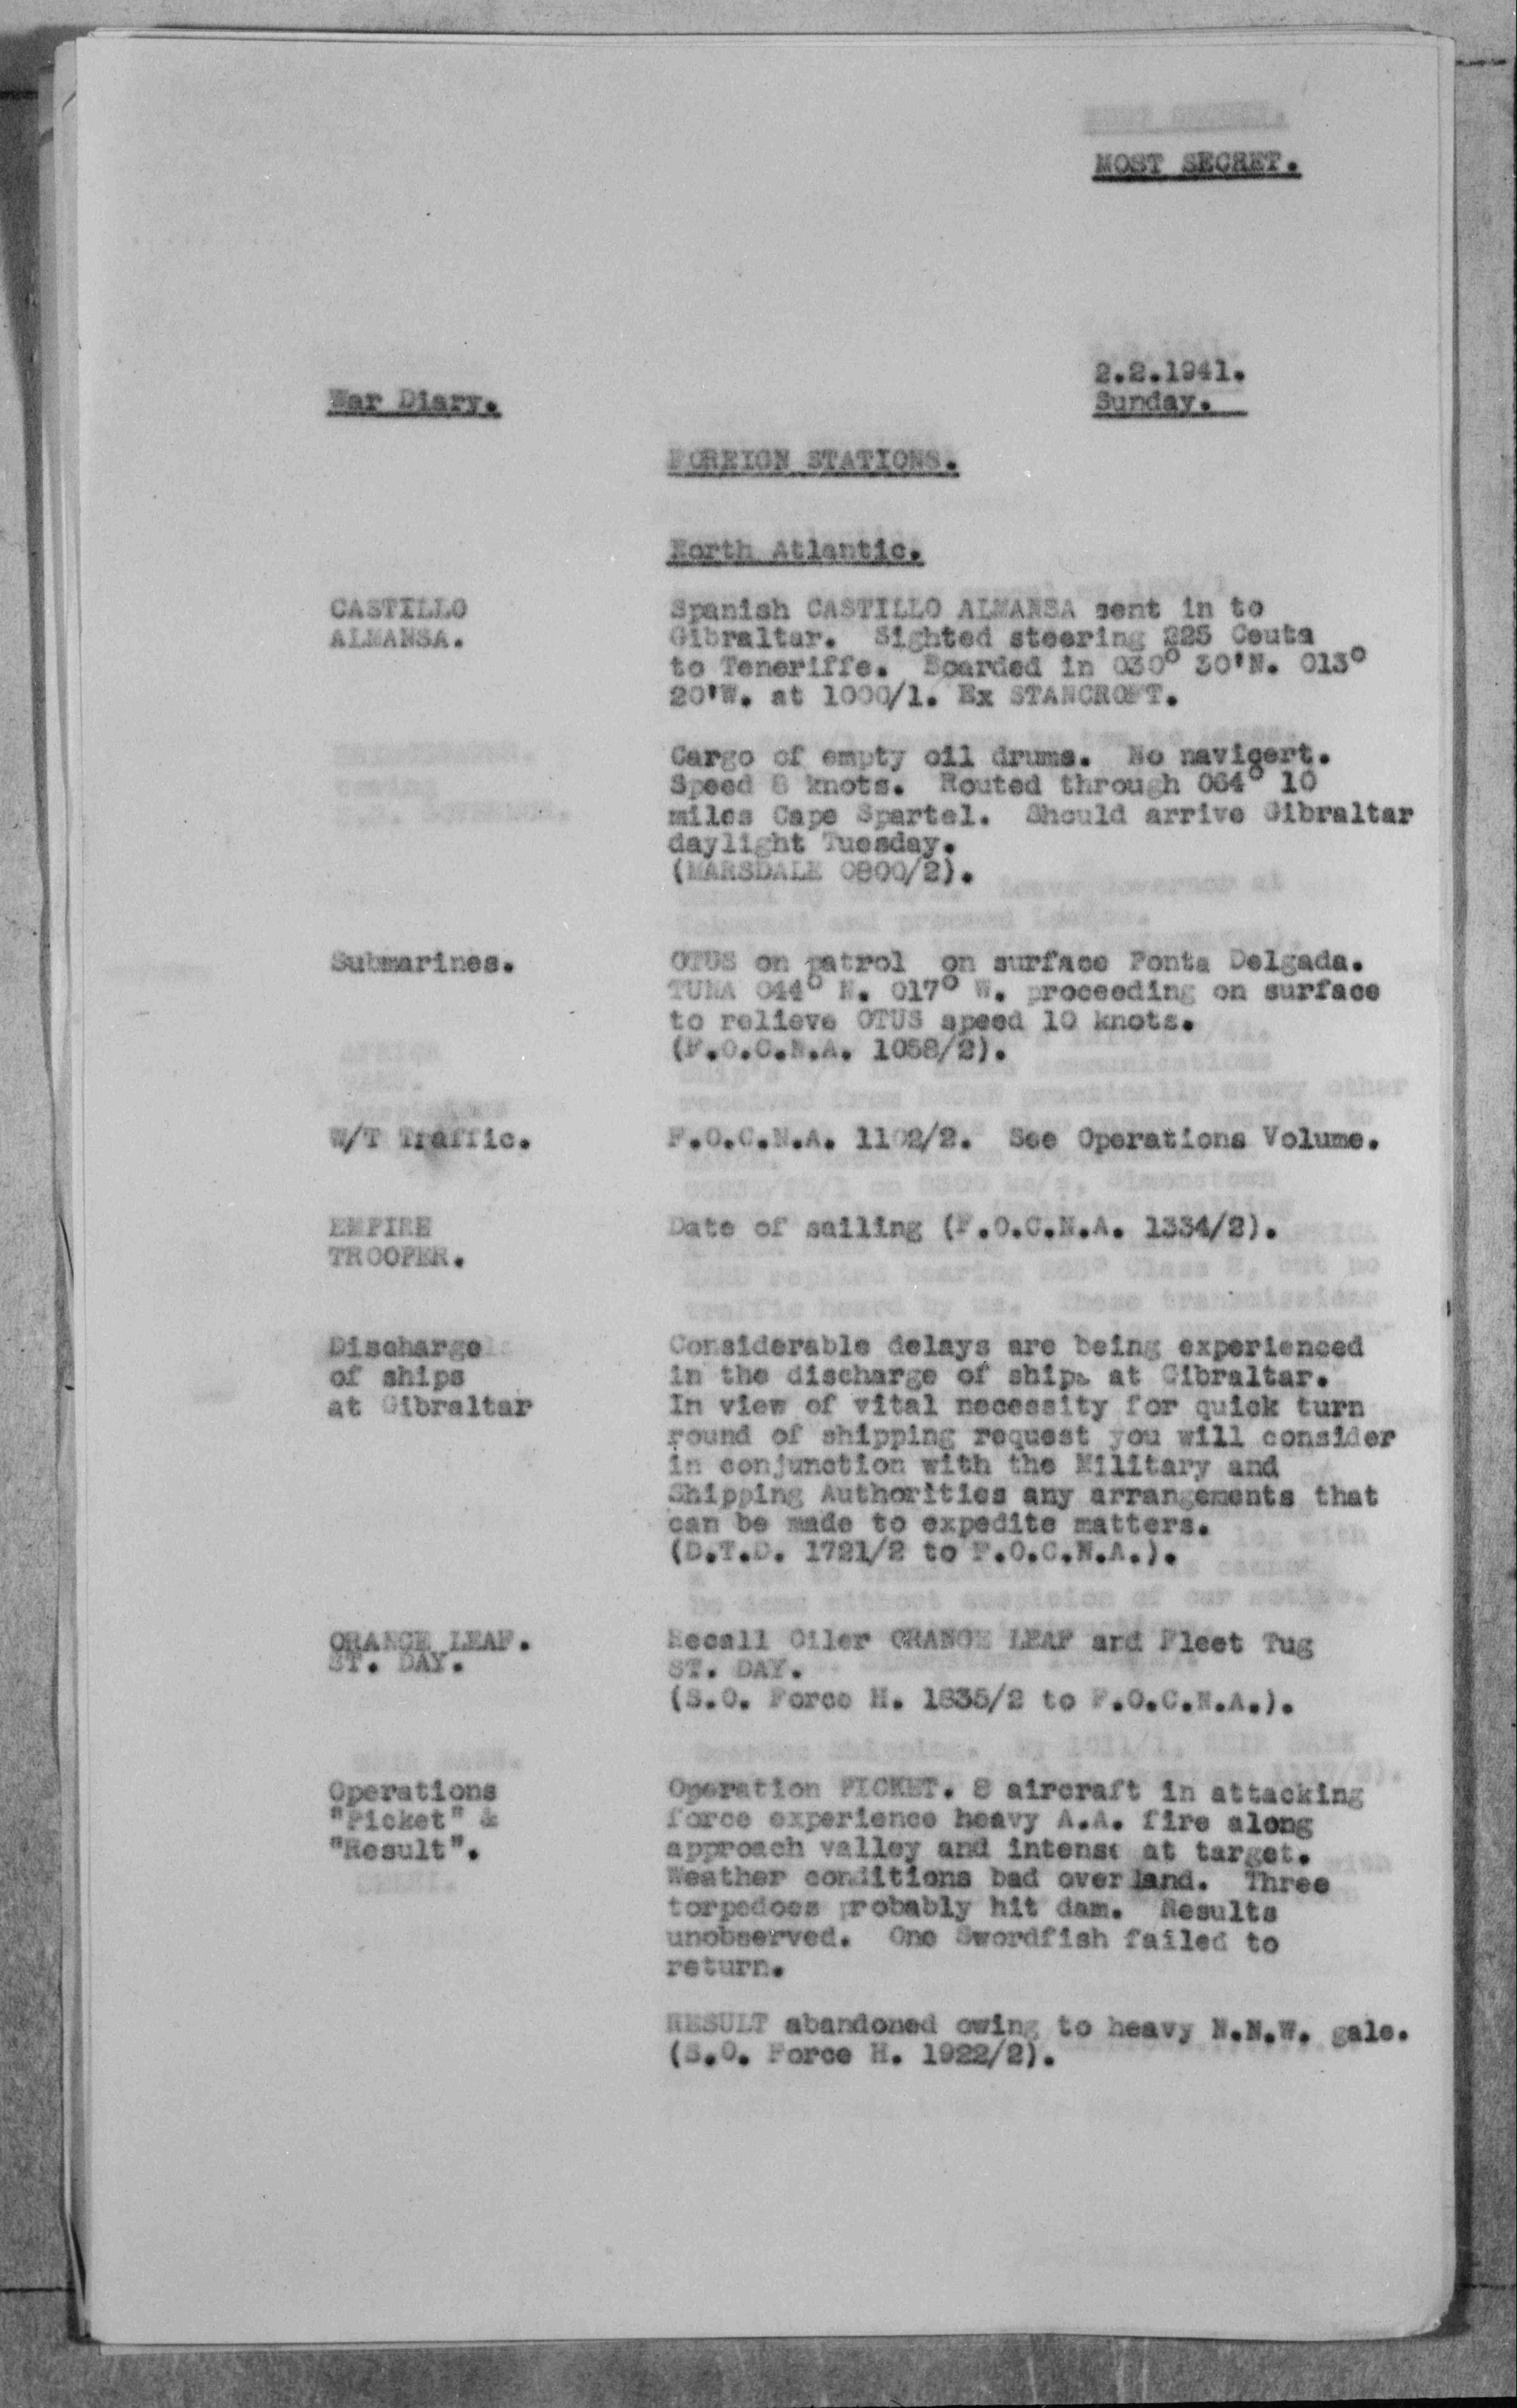 MOST SECRET.
2.2.1941.
War Diary.
Sunday.
FOREIGN STATIONS.
North Atlantic.
CASTILLO
ALMANSA.
Spanish CASTILLO ALMANSA sent in to
Gibraltar. Sighted steering 225 Ceuta
to Teneriffe. Boarded in 030° 30'N. 013°
20'W. at 1000/1. Ex STANCROFT.
Cargo of empty oil drums. No navicert.
Speed 8 knots. Routed through 064° 10
miles Cape Spartel. Should arrive Gibraltar
daylight Tuesday.
(MARSDALE 0800/2).
Submarines.
OTUS on patrol on surface Ponta Delgada.
TUNA 044° N. 017° W. proceeding on surface
to relieve OTUS speed 10 knots.
(F.O.C.N.A. 1058/2).
W/T Traffic.
F.O.C.N.A. 1102/2. See Operations Volume.
EMPIRE
TROOPER.
Date of sailing (F.O.C.N.A. 1334/2).
Discharge
of ships
at Gibraltar
Considerable delays are being experienced
in the discharge of ships at Gibraltar.
In view of vital necessity for quick turn
round of shipping request you will consider
in conjunction with the Military and
Shipping Authorities any arrangements that
can be made to expedite matters.
(D.T.D. 1721/2 to F.O.C.N.A.).
ORANGE LEAF.
ST. DAY.
Recall Oiler ORANGE LEAF and Fleet Tug
ST. DAY.
(S.O. Force H. 1835/2 to F.O.C.N.A.).
Operations
"Picket" &
"Result".
Operation PICKET. 8 aircraft in attacking
force experience heavy A.A. fire along
approach valley and intense at target.
Weather conditions bad over land. Three
torpedoes probably hit dam. Results
unobserved. One Swordfish failed to
return.
RESULT abandoned owing to heavy N.N.W. gale.
(S.O. Force H. 1922/2).